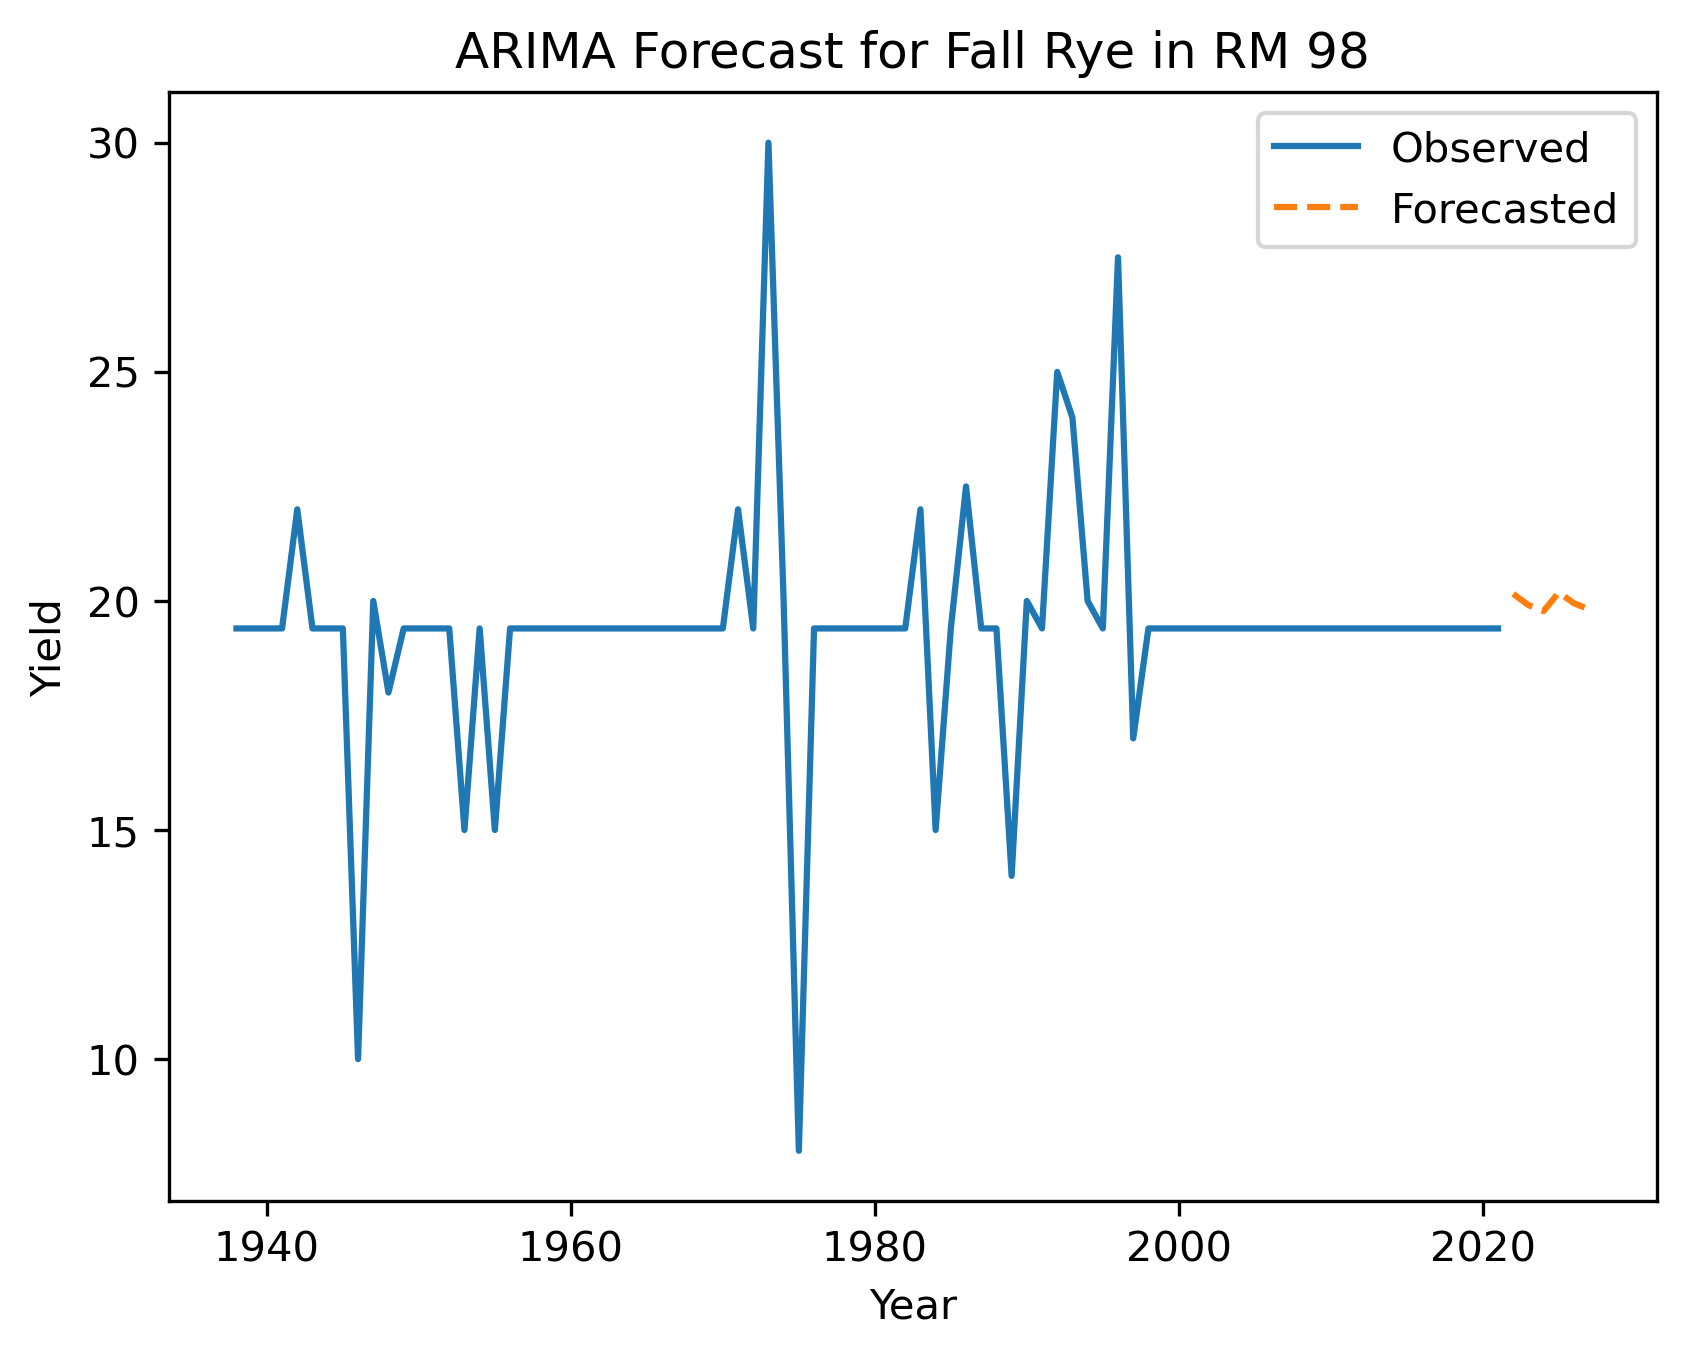 ARIMA Forecast for Fall Rye in RM 98
Observed
Forecasted
30
25
20
15
10
Yield
1940 1960 1980 2000 2020
Year